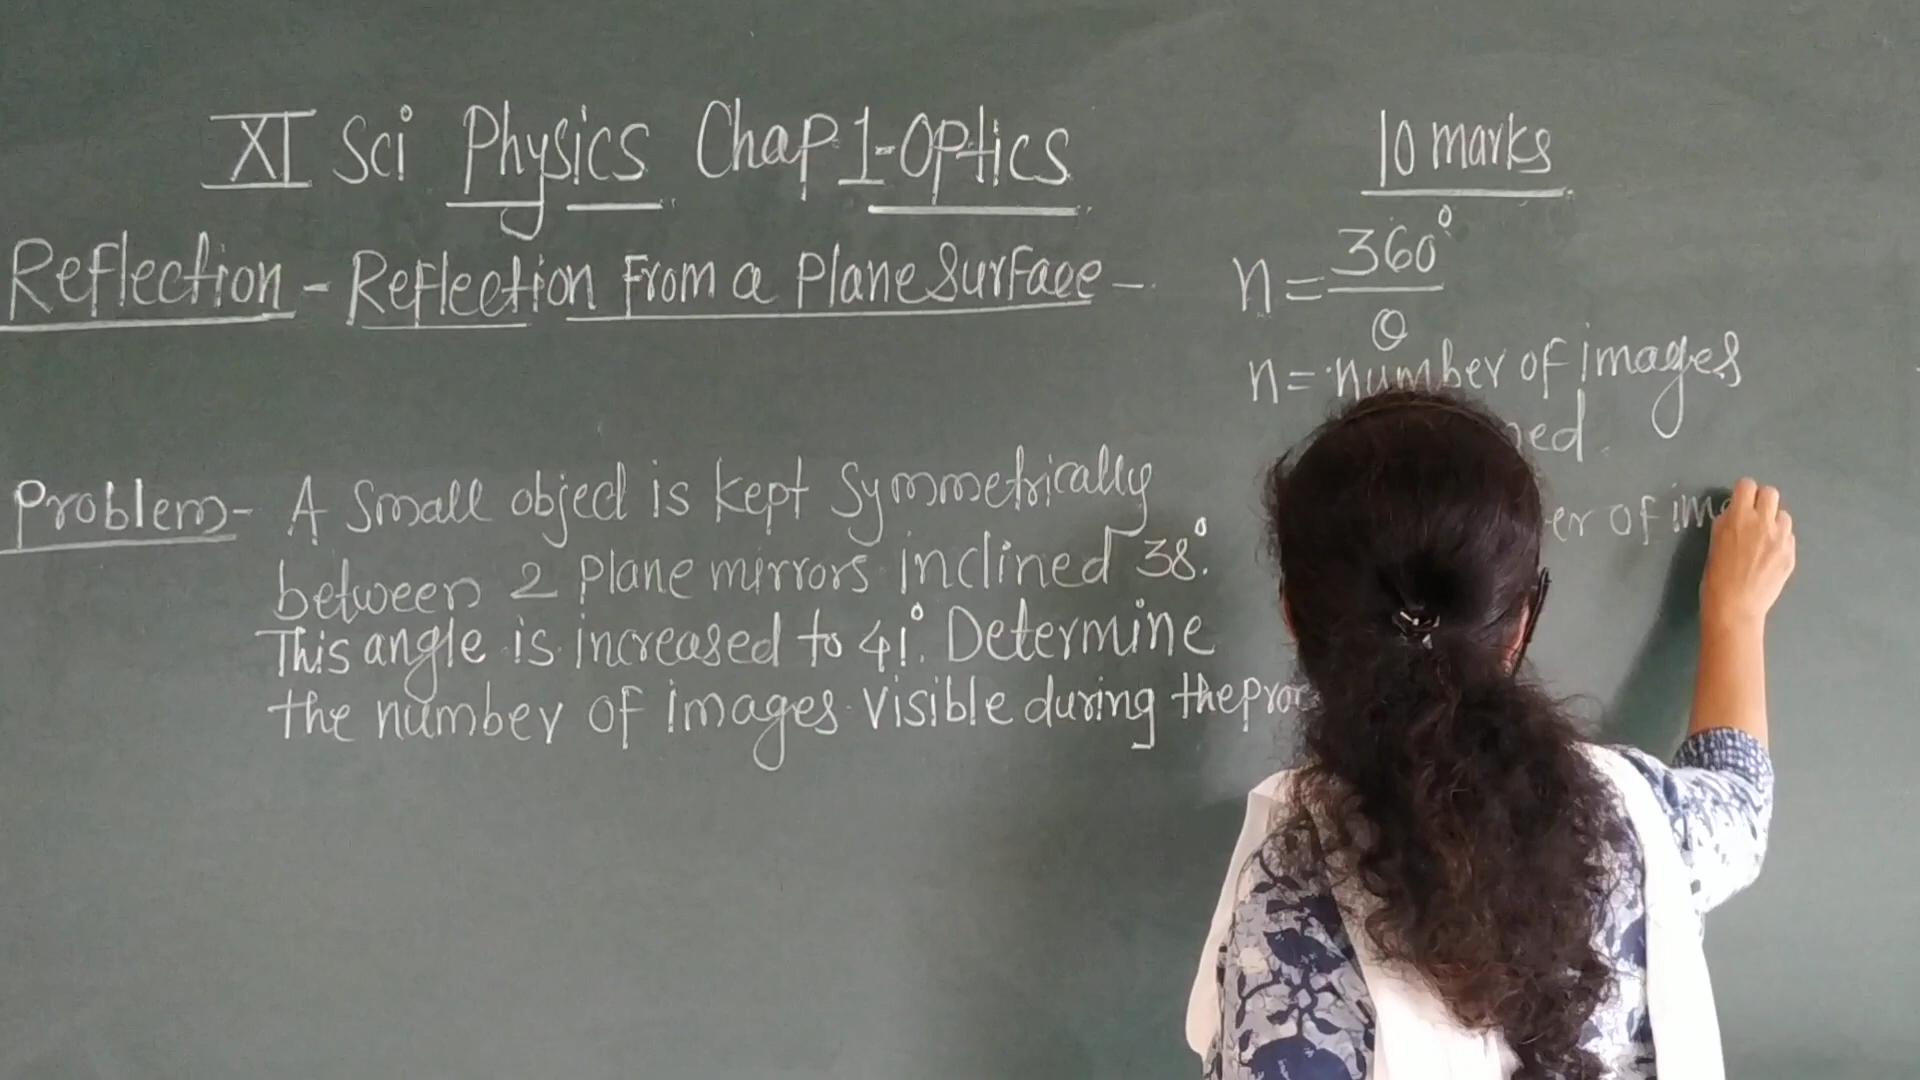 XI Sci Physics Chap 1-Optics
Reflection - Reflection From a Plane Surface -
Problem- A Small object is kept Symmetrically
between 2 plane mirrors inclined 38°.
This angle is increased to 41°. Determine
the number of images visible during the
10 marks
n = 360° / θ
n = number of images
of